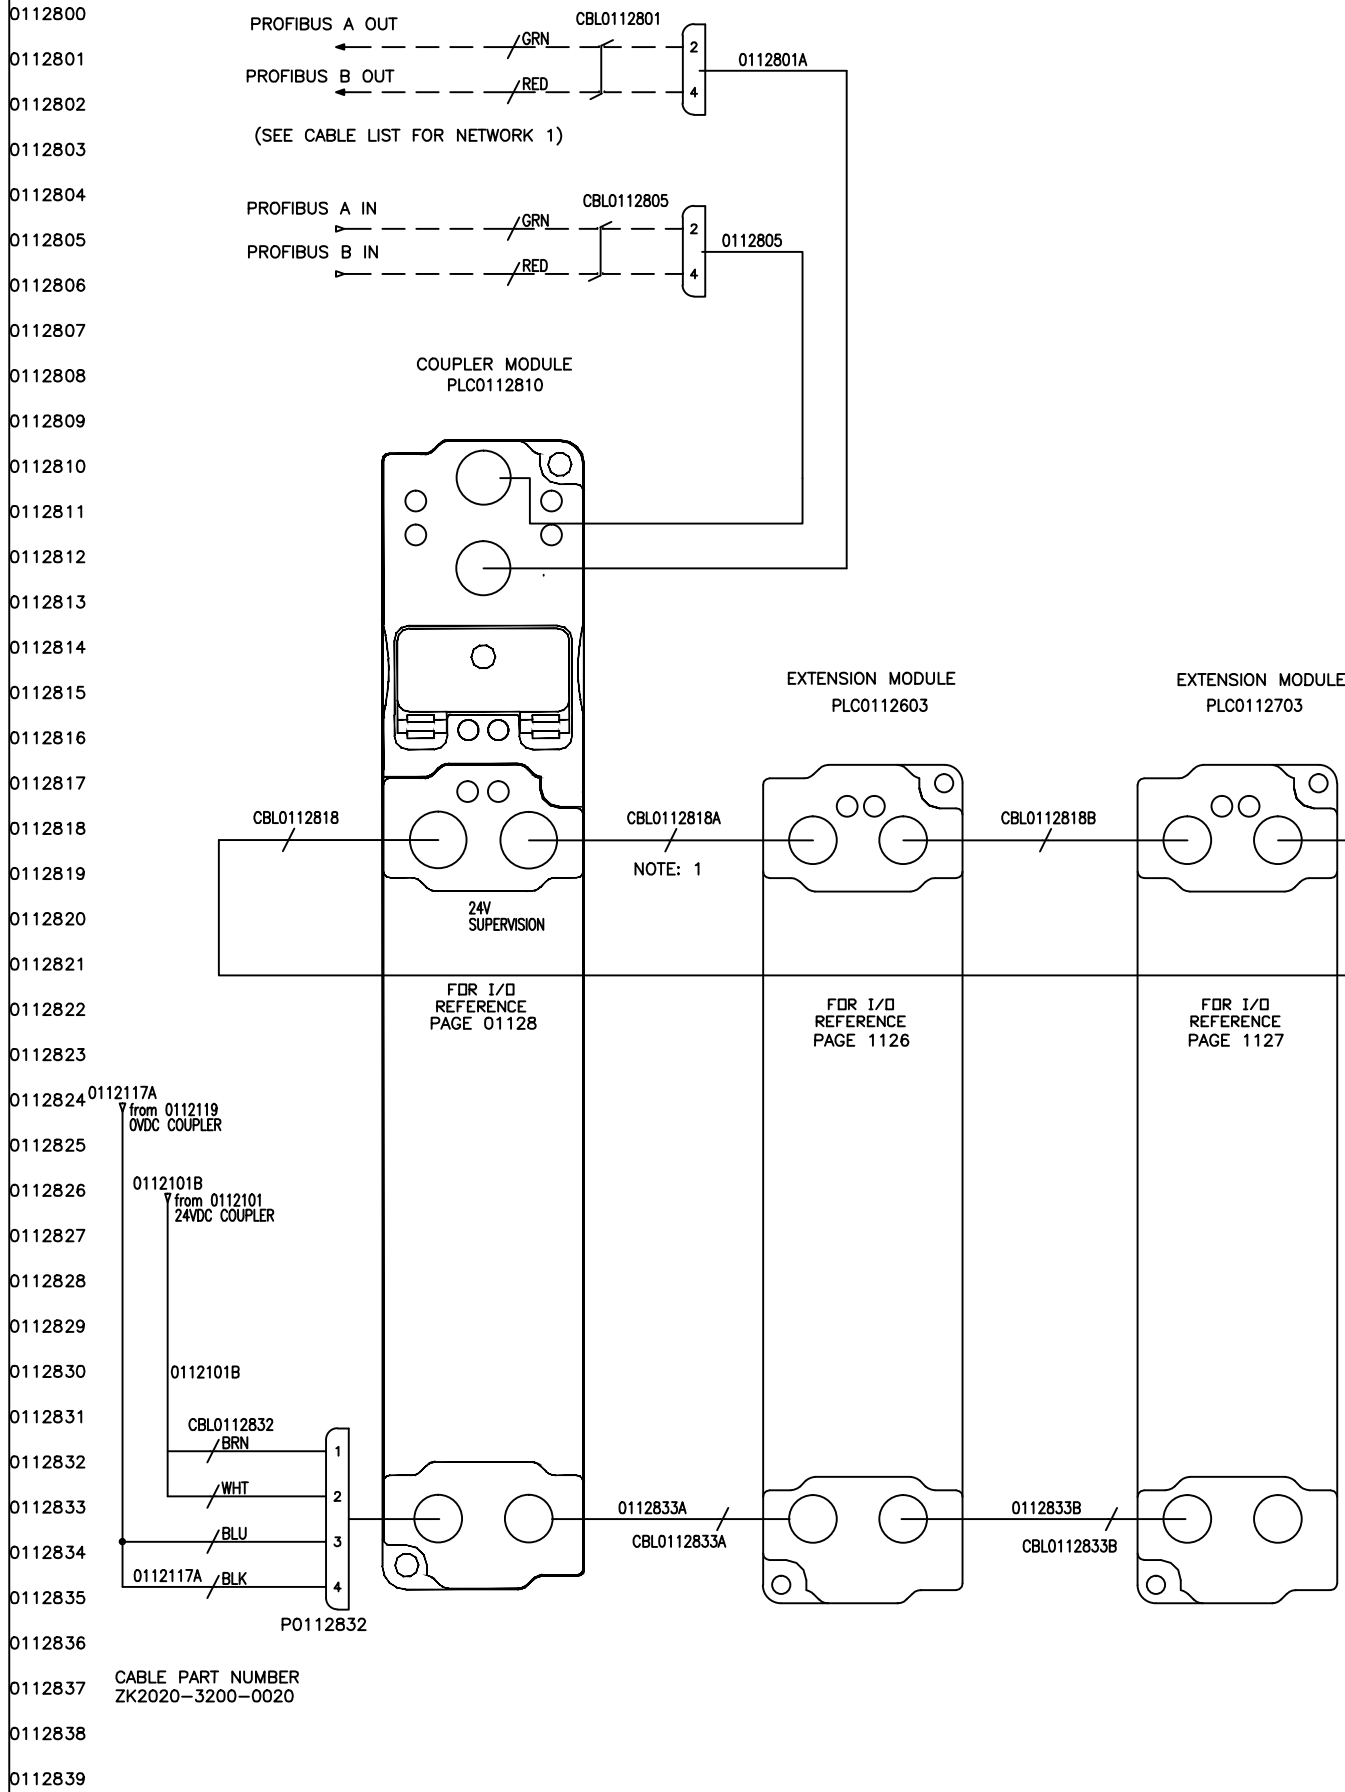 0112800
PROFIBUS A OUT
CBL0112801
GRN
2
0112801
0112801A
PROFIBUS B OUT
RED
4
0112802
(SEE CABLE LIST FOR NETWORK 1)
0112803
0112804
PROFIBUS A IN
CBL0112805
GRN
2
0112805
0112805
PROFIBUS B IN
RED
4
0112806
0112807
COUPLER MODULE
PLC0112810
0112808
0112809
0112810
0112811
0112812
0112813
0112814
EXTENSION MODULE
PLC0112603
EXTENSION MODULE
PLC0112703
0112815
0112816
0112817
CBL0112818
CBL0112818A
CBL0112818B
0112818
NOTE: 1
0112819
24V
SUPERVISION
0112820
0112821
FOR I/O
REFERENCE
PAGE 01128
FOR I/O
REFERENCE
PAGE 1126
FOR I/O
REFERENCE
PAGE 1127
0112822
0112823
0112824
0112117A
from 0112119
0VDC COUPLER
0112825
0112101B
0112826
from 0112101
24VDC COUPLER
0112827
0112828
0112829
0112830
0112101B
0112831
CBL0112832
BRN
1
0112832
WHT
2
0112833
0112833A
CBL0112833A
0112833B
CBL0112833B
BLU
3
0112834
0112117A
BLK
4
0112835
P0112832
0112836
CABLE PART NUMBER
ZK2020-3200-0020
0112837
0112838
0112839